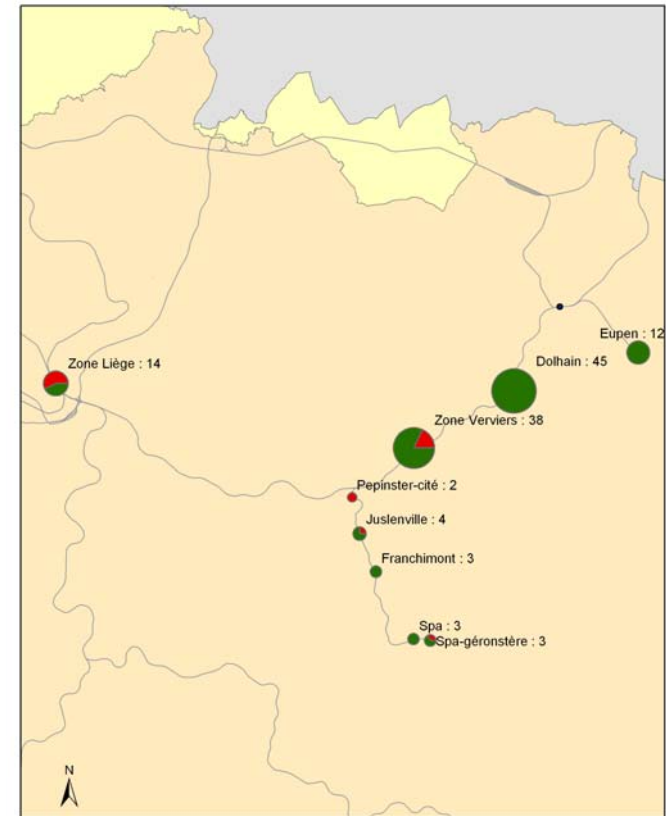 Eupen : 12
Dolhain : 45
Zone Liège : 14
Zone Verviers : 38
Pepinster-cité : 2
Juslenville : 4
Franchimont : 3
Spa : 3
Spa-géronstère : 3
N